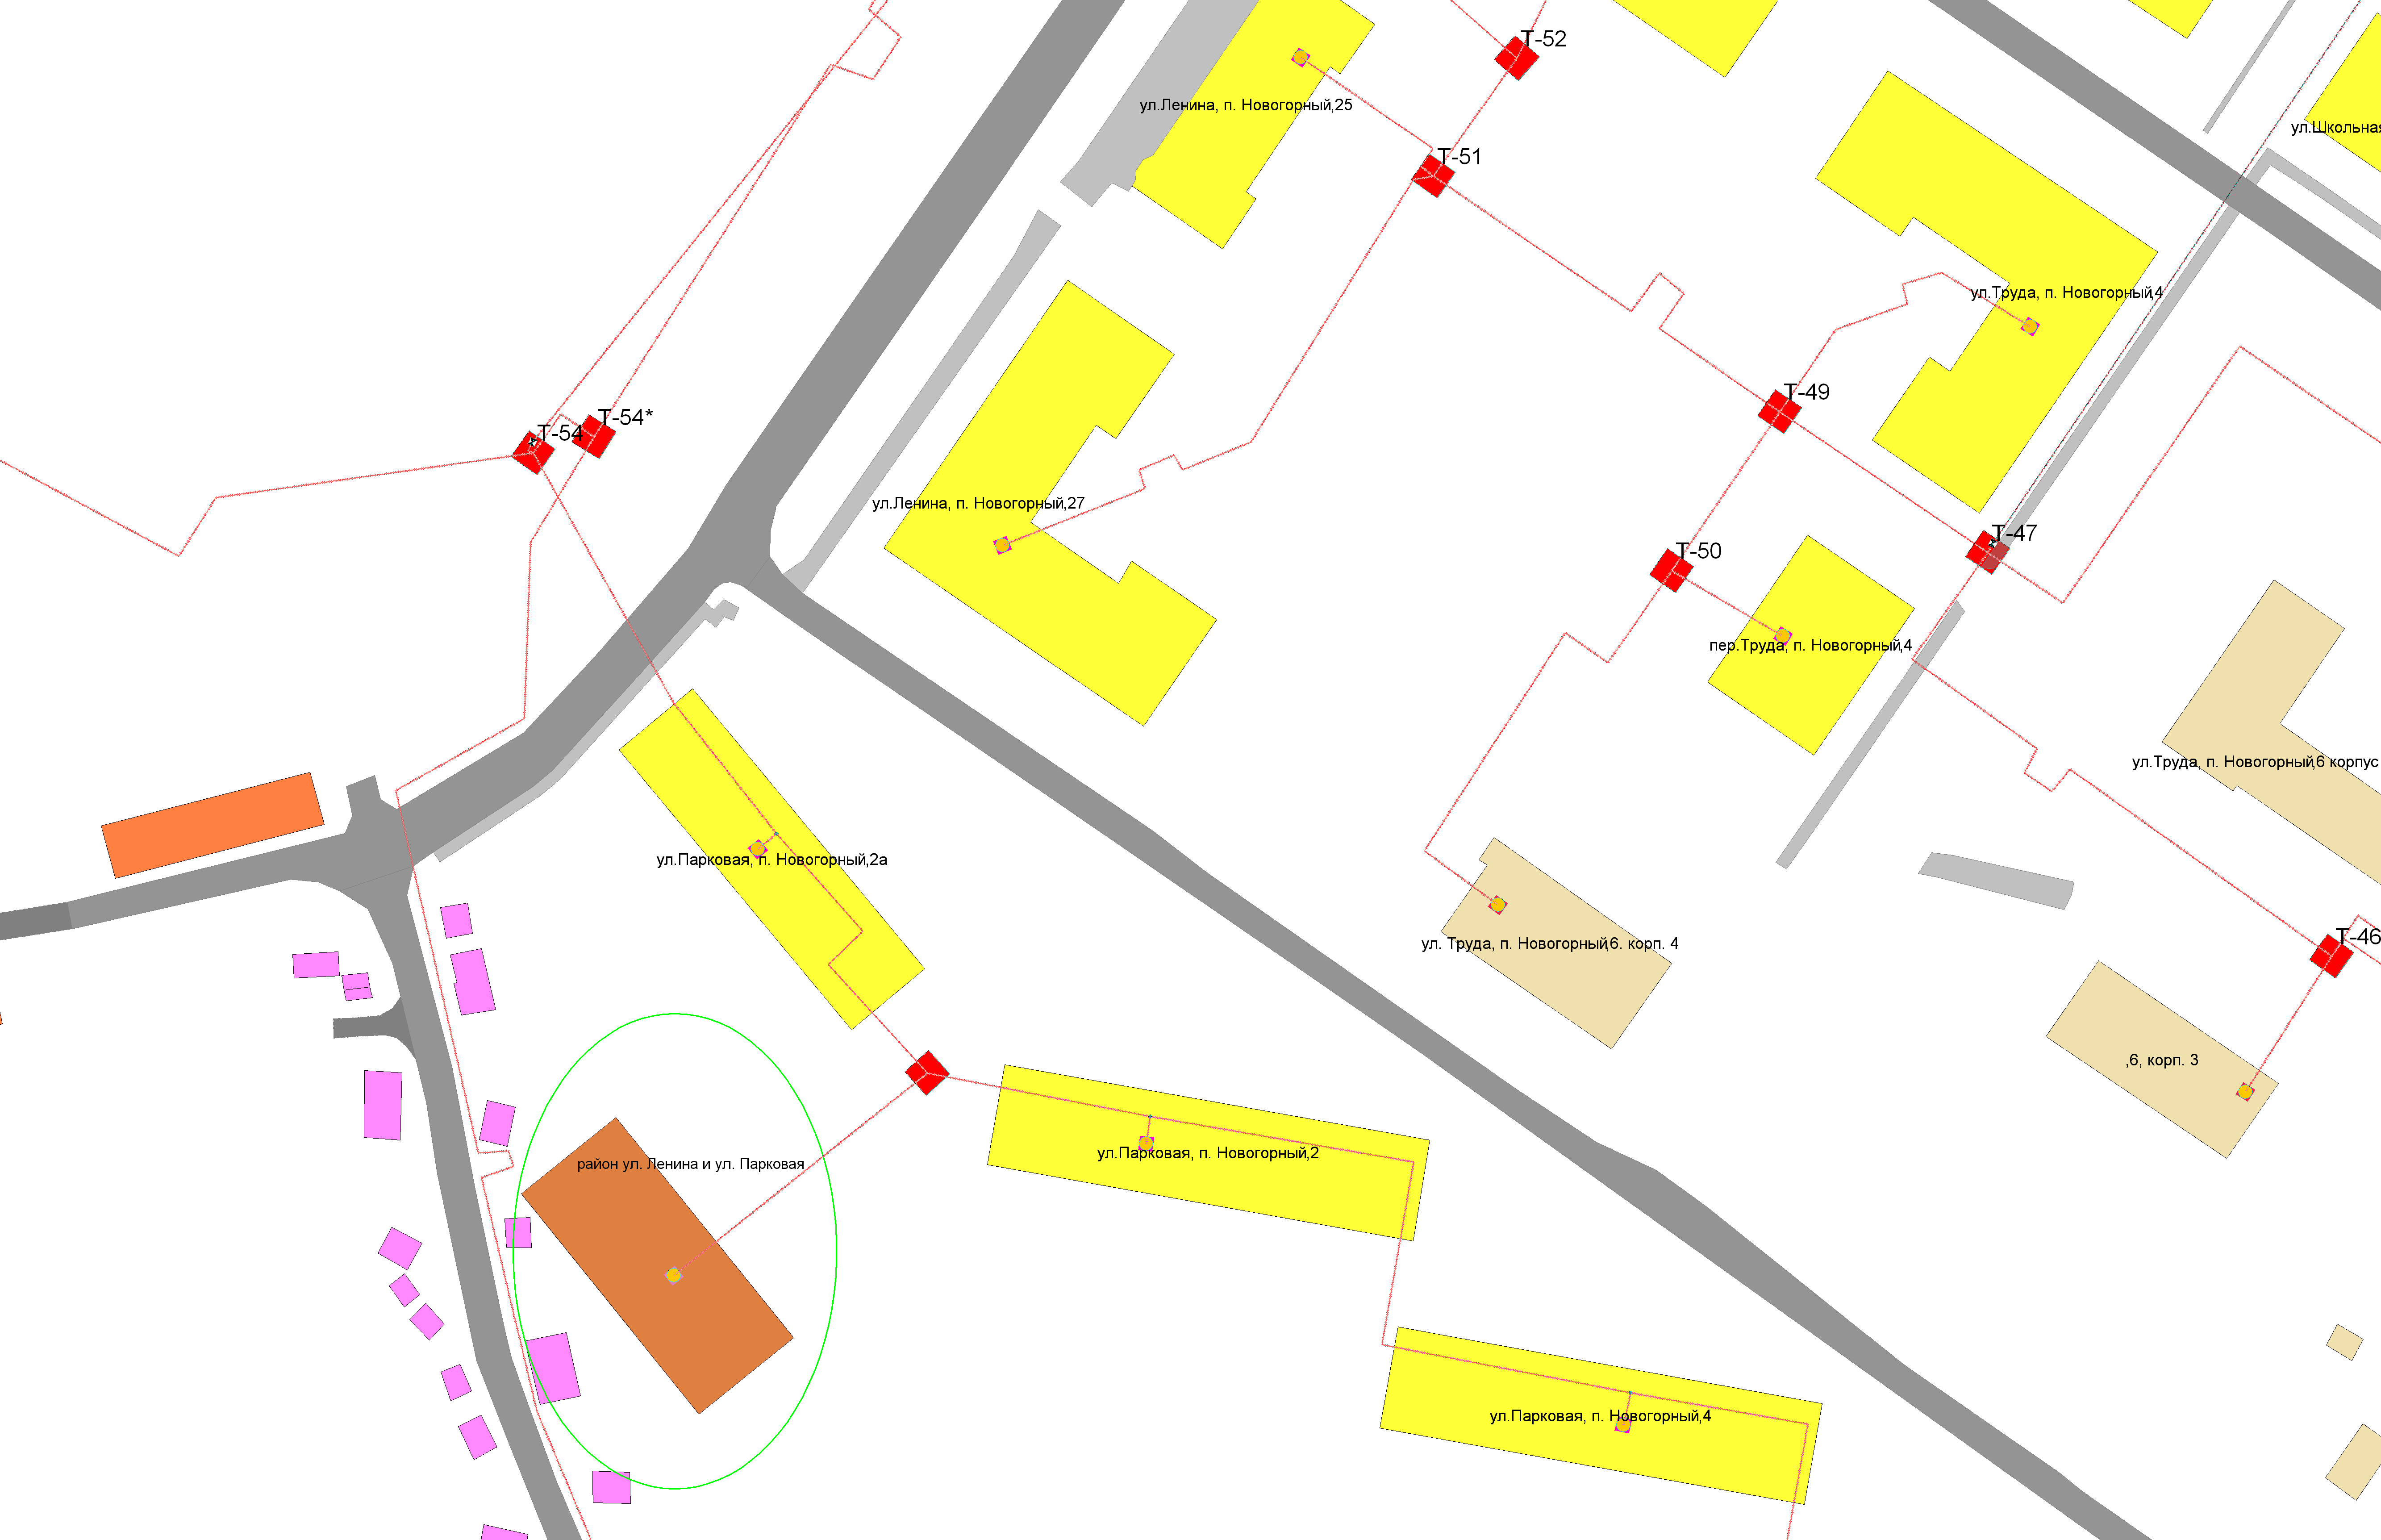 Т-52
ул.Ленина, п. Новогорный,25
ул.Школьная
Т-51
ул.Труда, п. Новогорный,4
Т-49
Т-54*
Т-54
ул.Ленина, п. Новогорный,27
Т-47
Т-50
пер.Труда, п. Новогорный,4
ул.Труда, п. Новогорный,6 корпус
ул.Парковая, п. Новогорный,2а
Т-46
ул. Труда, п. Новогорный,6. корп. 4
,6, корп. 3
ул.Парковая, п. Новогорный,2
район ул. Ленина и ул. Парковая
ул.Парковая, п. Новогорный,4